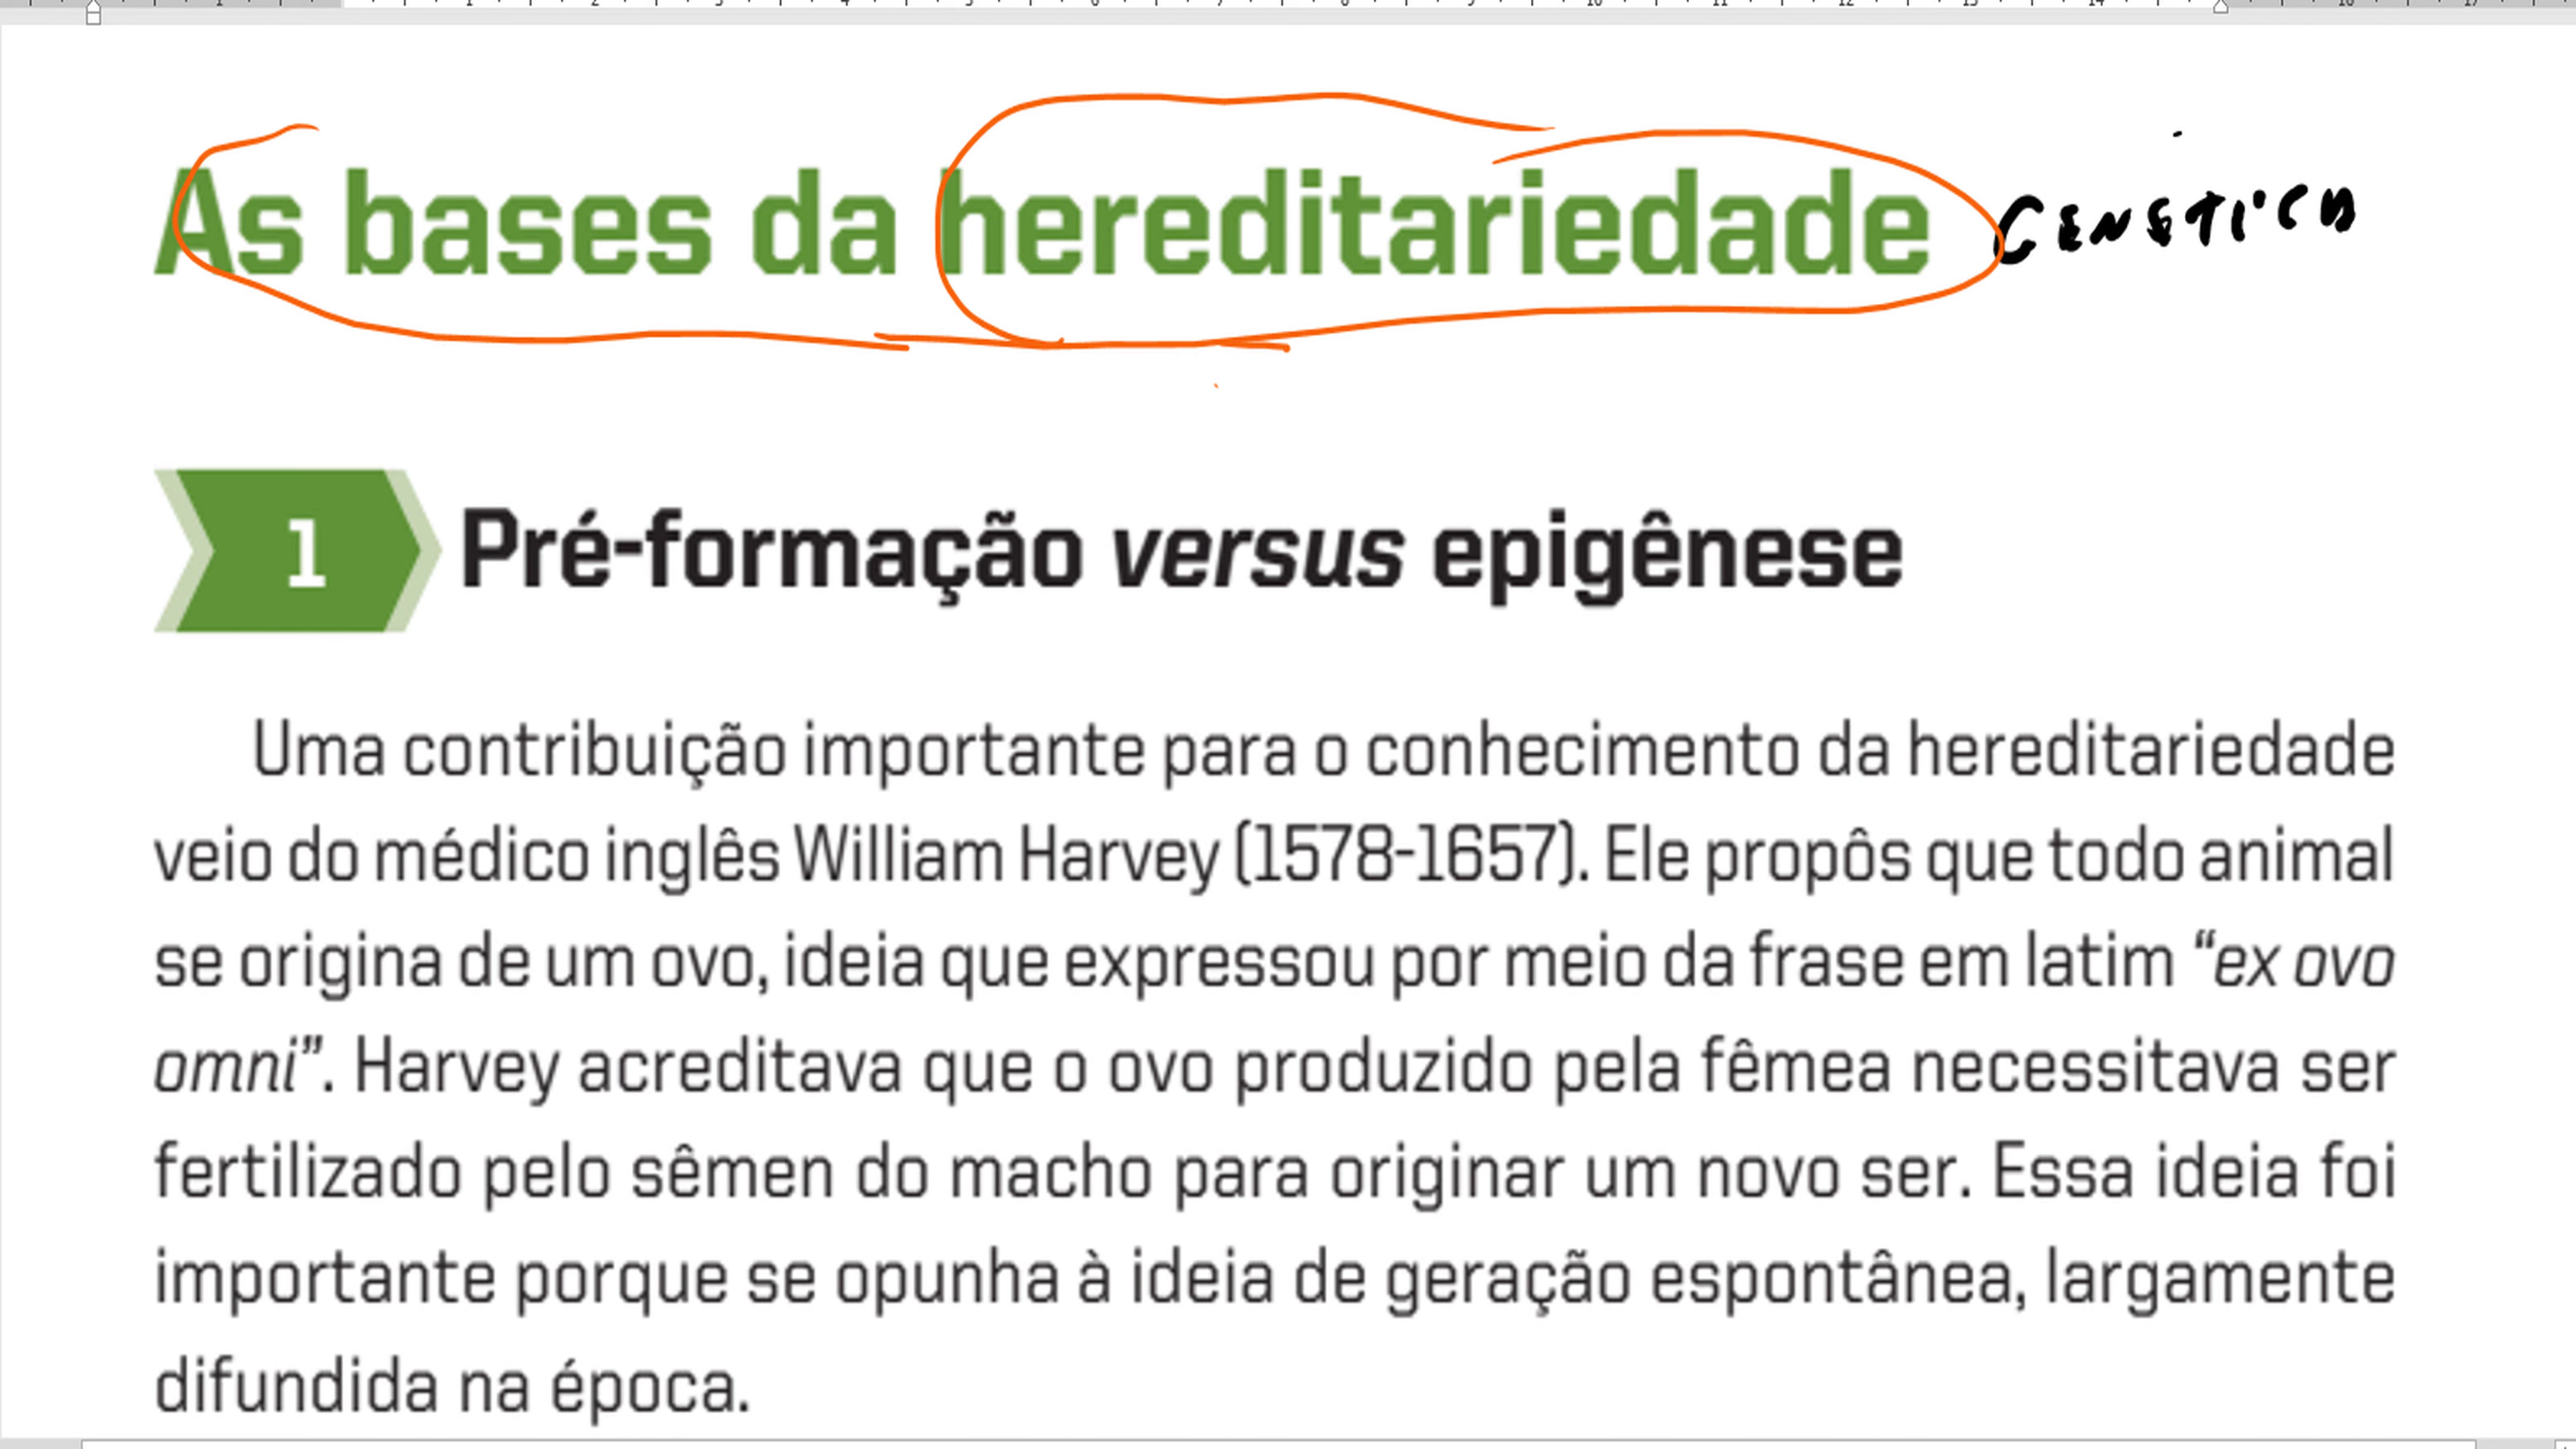 As bases da hereditariedade GENÉTICA
1 Pré-formação versus epigênese
Uma contribuição importante para o conhecimento da hereditariedade
veio do médico inglês William Harvey (1578-1657). Ele propôs que todo animal
se origina de um ovo, ideia que expressou por meio da frase em latim “ex ovo
omni”. Harvey acreditava que o ovo produzido pela fêmea necessitava ser
fertilizado pelo sêmen do macho para originar um novo ser. Essa ideia foi
importante porque se opunha à ideia de geração espontânea, largamente
difundida na época.